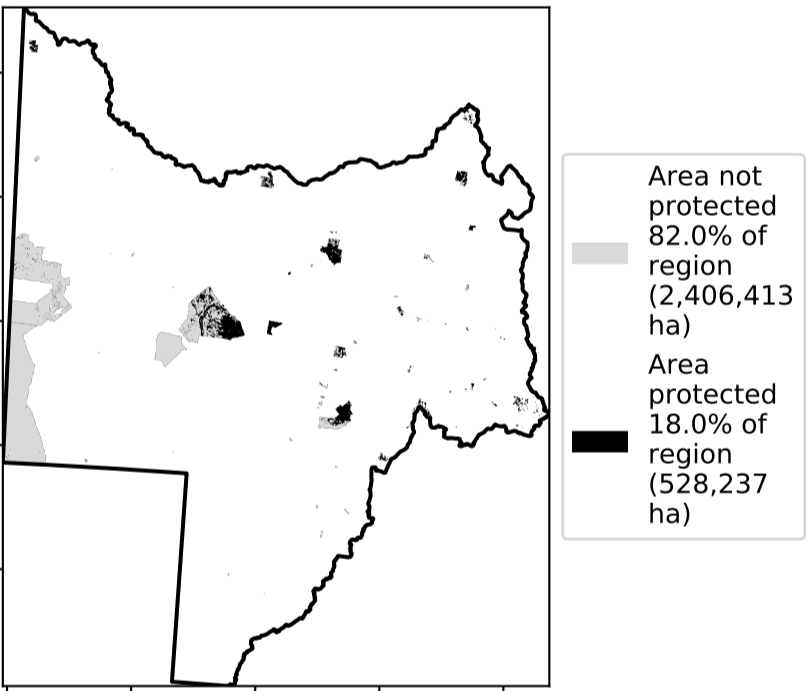 Area not
protected
82.0% of
region
(2,406,413
ha)
Area
protected
18.0% of
region
(528,237
ha)